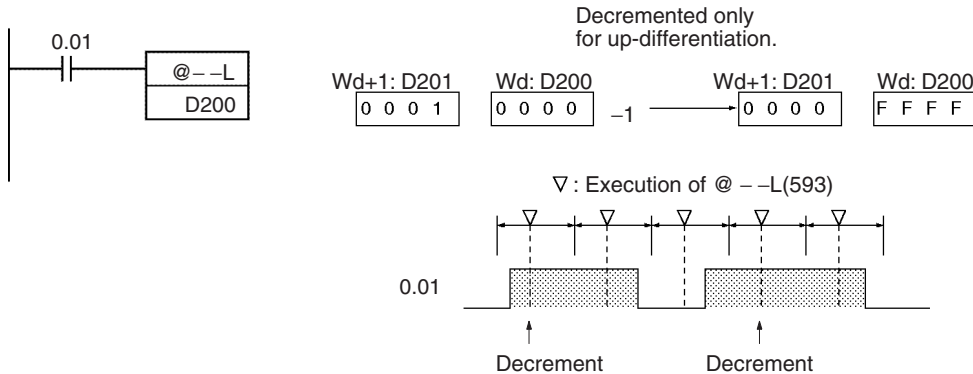 Decremented only
for up-differentiation.
0.01
@– –L
D200
Wd+1: D201 Wd: D200 Wd+1: D201 Wd: D200
0 0 0 1 0 0 0 0 –1 0 0 0 0 F F F F
: Execution of @ – –L(593)
0.01
Decrement Decrement